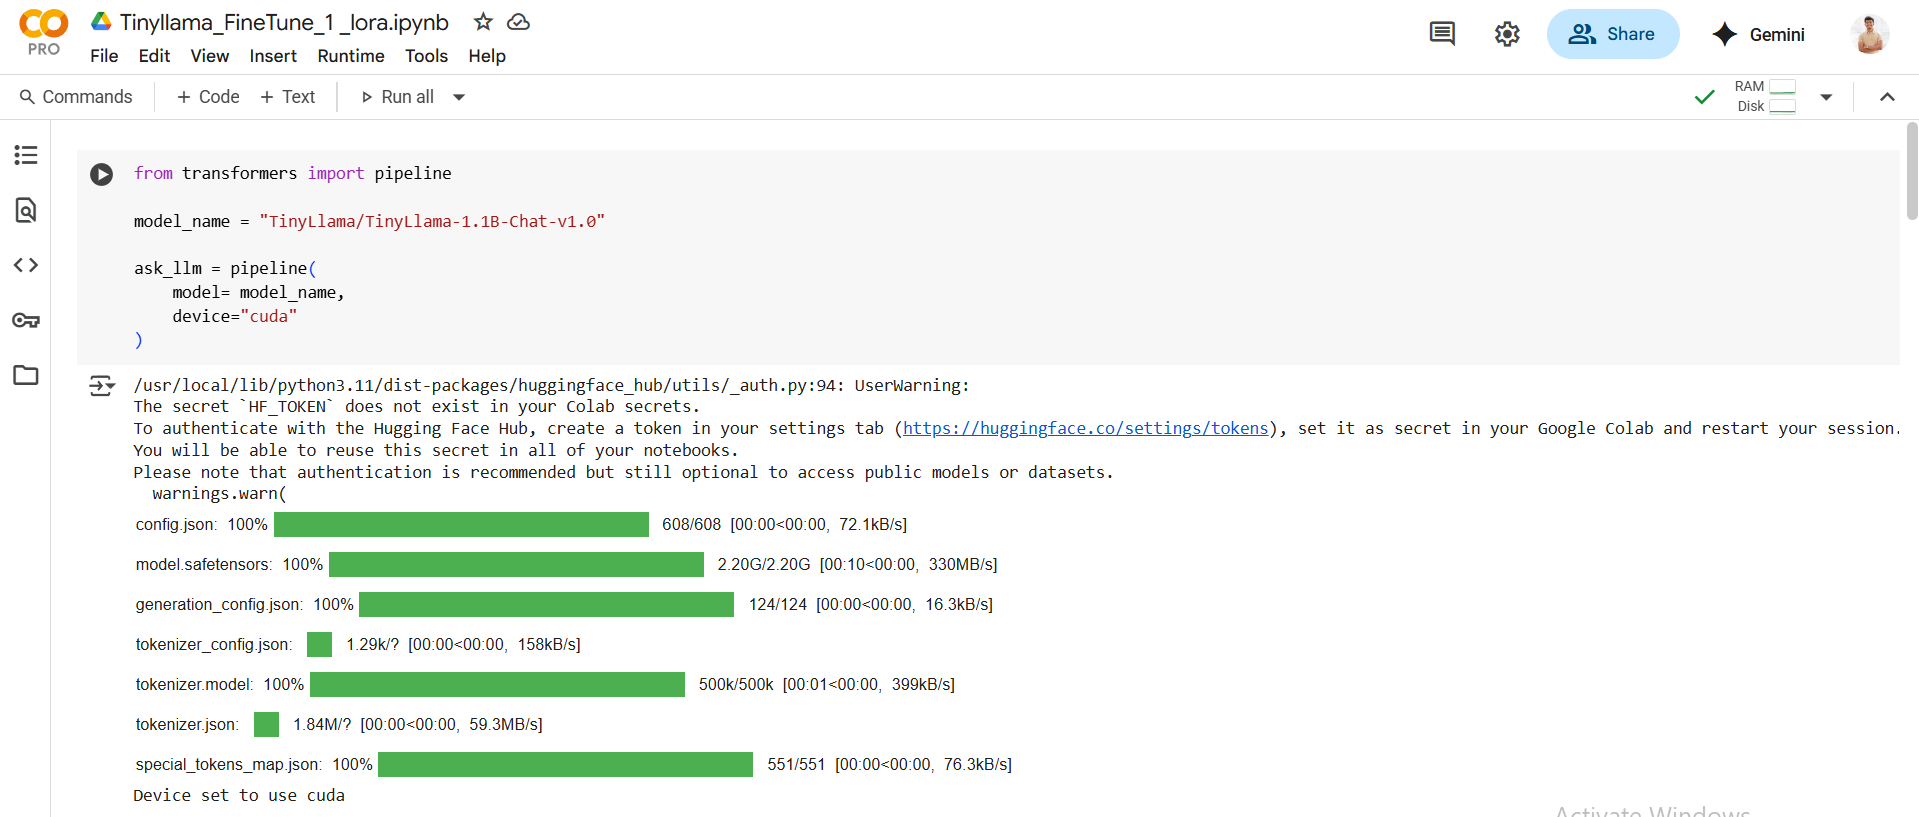 Tinyllama_FineTune_1 _lora.ipynb
PRO
File Edit View Insert Runtime Tools Help
Share
Gemini
Commands + Code + Text Run all
RAM
Disk
from transformers import pipeline
model_name = "TinyLlama/TinyLlama-1.1B-Chat-v1.0"
ask_llm = pipeline(
model= model_name,
device="cuda"
)
/usr/local/lib/python3.11/dist-packages/huggingface_hub/utils/_auth.py:94: UserWarning:
The secret `HF_TOKEN` does not exist in your Colab secrets.
To authenticate with the Hugging Face Hub, create a token in your settings tab (https://huggingface.co/settings/tokens), set it as secret in your Google Colab and restart your session.
You will be able to reuse this secret in all of your notebooks.
Please note that authentication is recommended but still optional to access public models or datasets.
warnings.warn(
config.json: 100% 608/608 [00:00<00:00, 72.1kB/s]
model.safetensors: 100% 2.20G/2.20G [00:10<00:00, 330MB/s]
generation_config.json: 100% 124/124 [00:00<00:00, 16.3kB/s]
tokenizer_config.json: 1.29k/? [00:00<00:00, 158kB/s]
tokenizer.model: 100% 500k/500k [00:01<00:00, 399kB/s]
tokenizer.json: 1.84M/? [00:00<00:00, 59.3MB/s]
special_tokens_map.json: 100% 551/551 [00:00<00:00, 76.3kB/s]
Device set to use cuda
Activate Windows